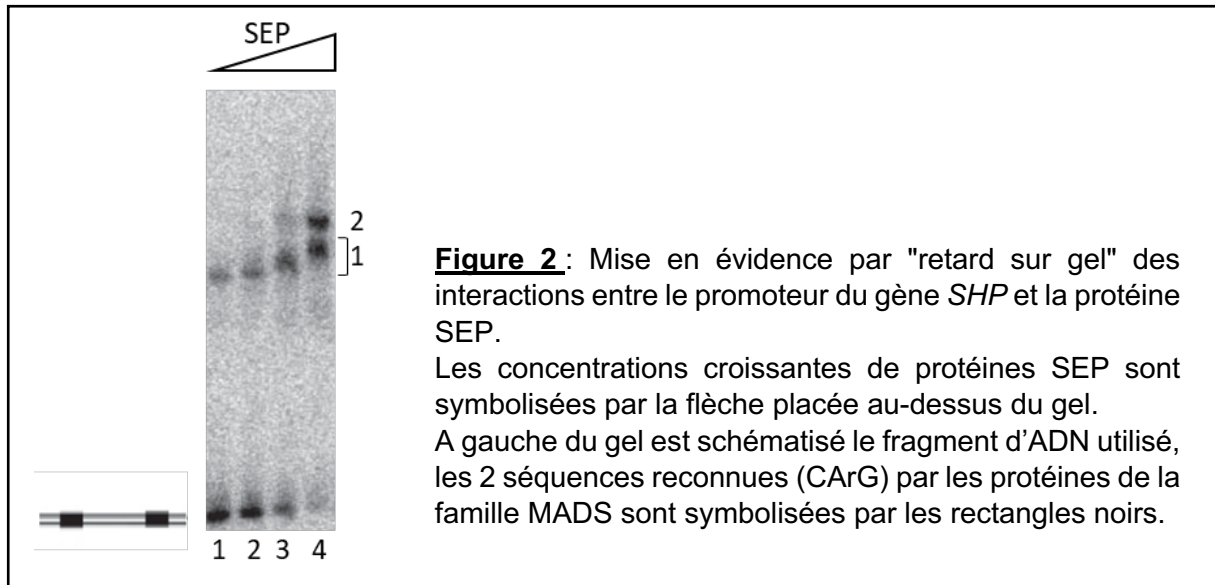 SEP
2
1
1 2 3 4
Figure 2 : Mise en évidence par "retard sur gel" des
interactions entre le promoteur du gène SHP et la protéine
SEP.
Les concentrations croissantes de protéines SEP sont
symbolisées par la flèche placée au-dessus du gel.
A gauche du gel est schématisé le fragment d’ADN utilisé,
les 2 séquences reconnues (CArG) par les protéines de la
famille MADS sont symbolisées par les rectangles noirs.